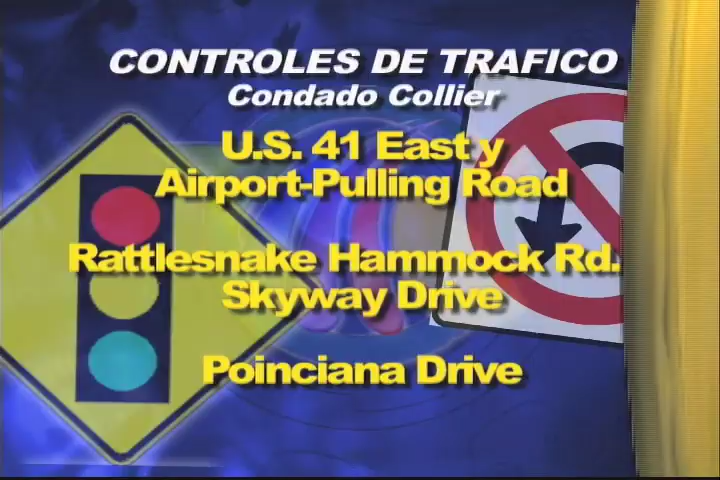 CONTROLES DE TRAFICO
Condado Collier
U.S. 41 East y
Airport-Pulling Road
Rattlesnake Hammock Rd.
Skyway Drive
Poinciana Drive